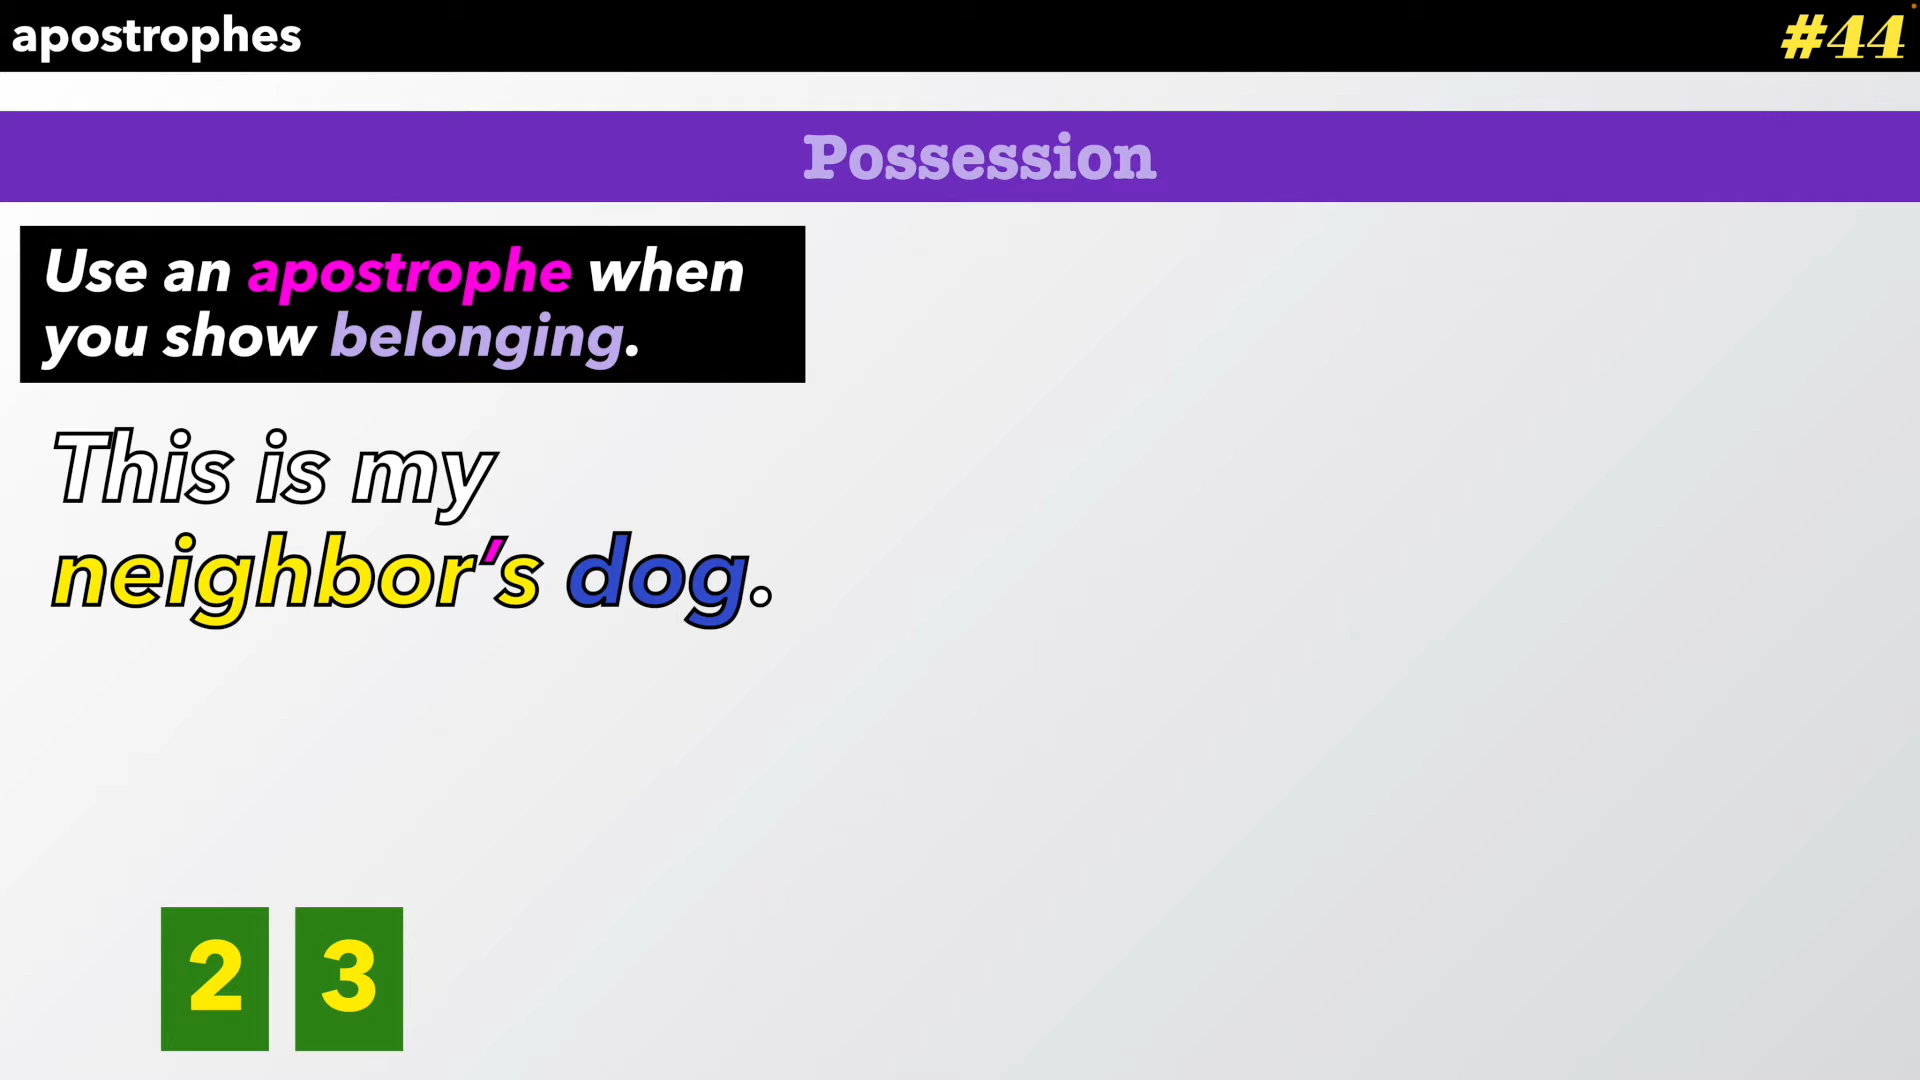 apostrophes
#44
Possession
Use an apostrophe when
you show belonging.
This is my
neighbor’s dog.
2 3